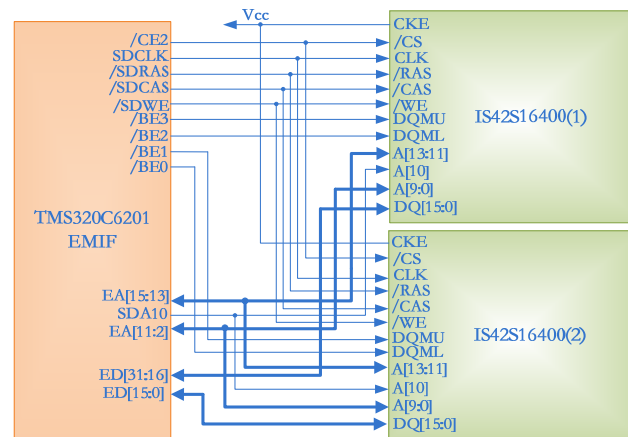 Vcc
/CE2
SDCLK
/SDRAS
/SDCAS
/SDWE
/BE3
/BE2
/BE1
/BE0
TMS320C6201
EMIF
EA[15:13]
SDA10
EA[11:2]
ED[31:16]
ED[15:0]
CKE
/CS
CLK
/RAS
/CAS
/WE
DQMU
DQML
A[13:11]
A[10]
A[9:0]
DQ[15:0]
IS42S16400(1)
CKE
/CS
CLK
/RAS
/CAS
/WE
DQMU
DQML
A[13:11]
A[10]
A[9:0]
DQ[15:0]
IS42S16400(2)